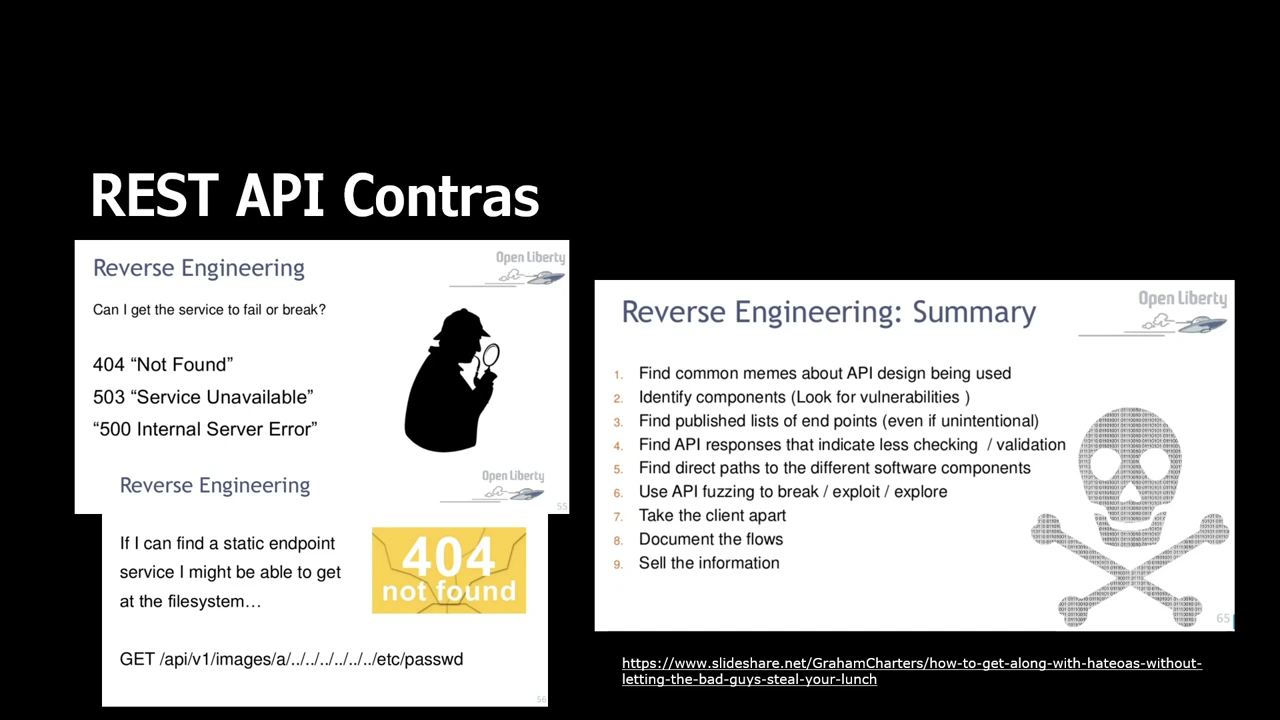 REST API Contras
Reverse Engineering
Open Liberty
Can I get the service to fail or break?
404 “Not Found”
503 “Service Unavailable”
“500 Internal Server Error”
55
Reverse Engineering
Open Liberty
If I can find a static endpoint
service I might be able to get
at the filesystem…
404
not found
GET /api/v1/images/a/../../../../../../etc/passwd
56
Reverse Engineering: Summary
Open Liberty
1. Find common memes about API design being used
2. Identify components (Look for vulnerabilities )
3. Find published lists of end points (even if unintentional)
4. Find API responses that indicate less checking / validation
5. Find direct paths to the different software components
6. Use API fuzzing to break / exploit / explore
7. Take the client apart
8. Document the flows
9. Sell the information
65
https://www.slideshare.net/GrahamCharters/how-to-get-along-with-hateoas-without-
letting-the-bad-guys-steal-your-lunch